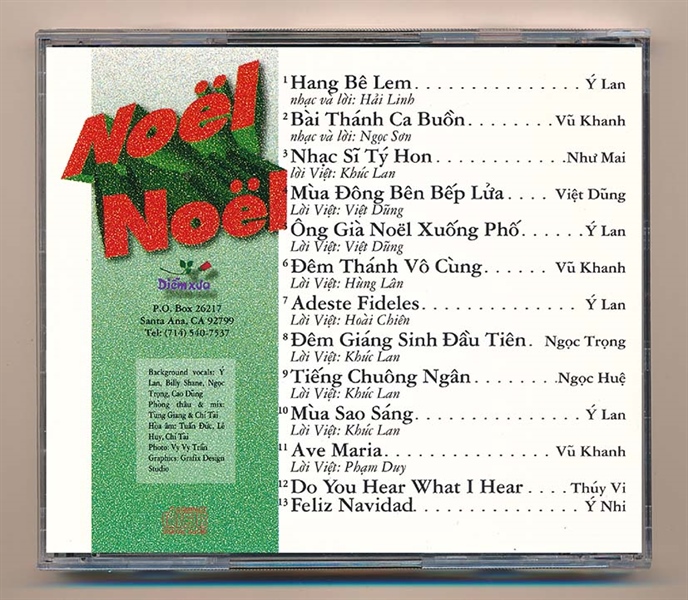 Noël
Noël
Diễm xưa
P.O. Box 26217
Santa Ana, CA 92799
Tel: (714) 540-7537
Background vocals: Ý
Lan, Billy Shane, Ngọc
Trọng, Cao Dũng
Phòng thâu & mix:
Tùng Giang & Chí Tài
Hòa âm: Tuấn Đức, Lê
Huy, Chí Tài
Photo: Vy Vy Trần
Graphics: Grafix Design
Studio
1 Hang Bê Lem. . . . . . . . . . . . . . . . Ý Lan
nhạc và lời: Hải Linh
2 Bài Thánh Ca Buồn. . . . . . . . . Vũ Khanh
nhạc và lời: Ngọc Sơn
3 Nhạc Sĩ Tý Hon. . . . . . . . . . . . .Như Mai
lời Việt: Khúc Lan
4 Mùa Đông Bên Bếp Lửa. . . . Việt Dũng
Lời Việt: Việt Dũng
5 Ông Già Noël Xuống Phố. . . . . .Ý Lan
Lời Việt: Việt Dũng
6 Đêm Thánh Vô Cùng. . . . . . Vũ Khanh
Lời Việt: Hùng Lân
7 Adeste Fideles. . . . . . . . . . . . . . . Ý Lan
Lời Việt: Hoài Chiên
8 Đêm Giáng Sinh Đầu Tiên. Ngọc Trọng
Lời Việt: Khúc Lan
9 Tiếng Chuông Ngân. . . . . . . .Ngọc Huệ
Lời Việt: Khúc Lan
10 Mùa Sao Sáng. . . . . . . . . . . . . . . Ý Lan
Lời Việt: Khúc Lan
11 Ave Maria. . . . . . . . . . . . . . . Vũ Khanh
Lời Việt: Phạm Duy
12 Do You Hear What I Hear . . . . Thúy Vi
13 Feliz Navidad. . . . . . . . . . . . . . . . Ý Nhi